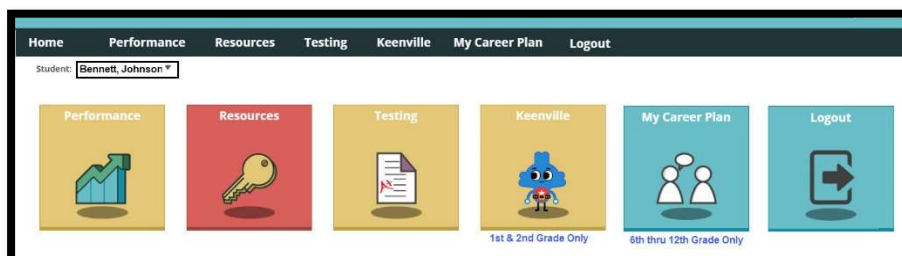 Home Performance Resources Testing Keenville My Career Plan Logout
Student: Bennett, Johnson
Performance Resources Testing Keenville My Career Plan Logout
A+
1st & 2nd Grade Only 6th thru 12th Grade Only